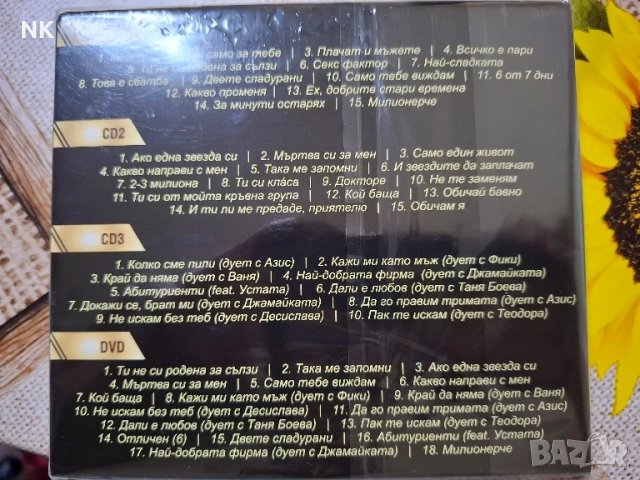 NK
само за тебе | 3. Плачат и мъжете | 4. Всичко е пари
5. Ти не си родена за сълзи | 6. Секс фактор | 7. Най-сладката
8. Това е сватба | 9. Двете сладурани | 10. Само тебе виждам | 11. 6 от 7 дни
12. Какво променя | 13. Ех, добрите стари времена
14. За минути остарях | 15. Милионерче
CD2
1. Ако една звезда си | 2. Мъртва си за мен | 3. Само един живот
4. Какво направи с мен | 5. Така ме запомни | 6. И звездите да заплачат
7. 2-3 милиона | 8. Ти си кла̀са | 9. Докторе | 10. Не те заменям
11. Ти си от мойта кръвна група | 12. Кой баща | 13. Обичай бавно
14. И ти ли ме предаде, приятелю | 15. Обичам я
CD3
1. Колко сме пили (дует с Азис) | 2. Кажи ми като мъж (дует с Фики)
3. Край да няма (дует с Ваня) | 4. Най-добрата фирма (дует с Джамайката)
5. Абитуриенти (feat. Устата) | 6. Дали е любов (дует с Таня Боева)
7. Докажи се, брат ми (дует с Джамайката) | 8. Да го правим тримата (дует с Азис)
9. Не искам без теб (дует с Десислава) | 10. Пак те искам (дует с Теодора)
DVD
1. Ти не си родена за сълзи | 2. Така ме запомни | 3. Ако една звезда си
4. Мъртва си за мен | 5. Само тебе виждам | 6. Какво направи с мен
7. Кой баща | 8. Кажи ми като мъж (дует с Фики) | 9. Край да няма (дует с Ваня)
10. Не искам без теб (дует с Десислава) | 11. Да го правим тримата (дует с Азис)
12. Дали е любов (дует с Таня Боева) | 13. Пак те искам (дует с Теодора)
14. Отличен (6) | 15. Двете сладурани | 16. Абитуриенти (feat. Устата)
17. Най-добрата фирма (дует с Джамайката) | 18. Милионерче
BAZAR.bg